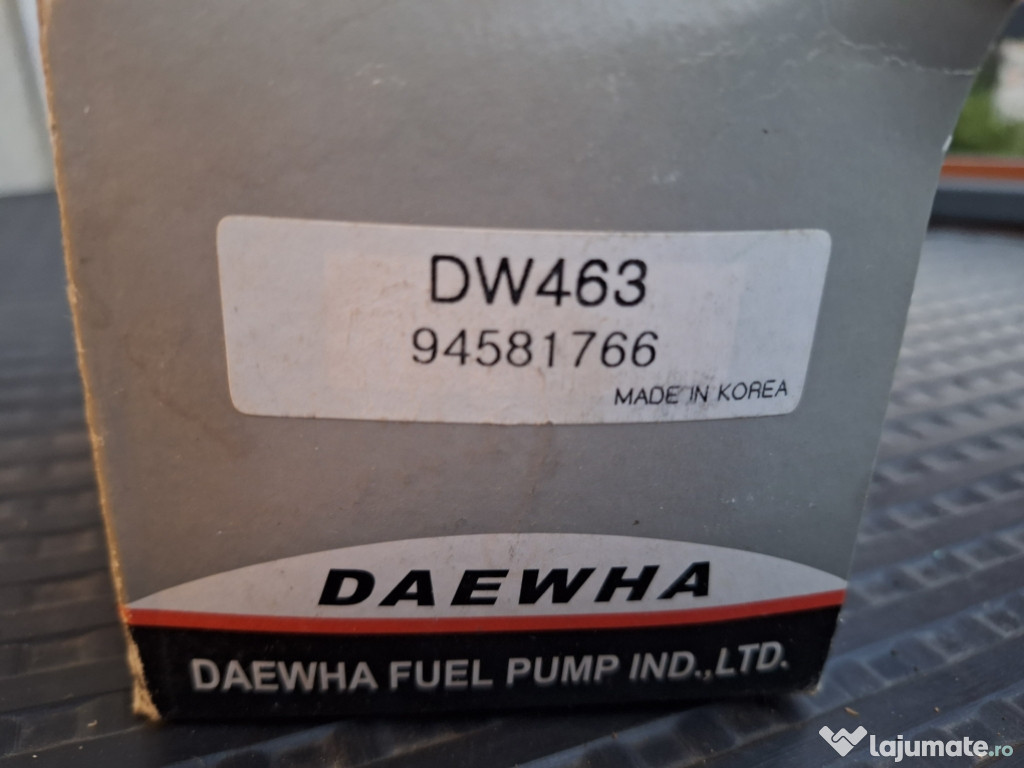 DW463
94581766
MADE IN KOREA
DAEWHA
DAEWHA FUEL PUMP IND.,LTD.
lajumate.ro